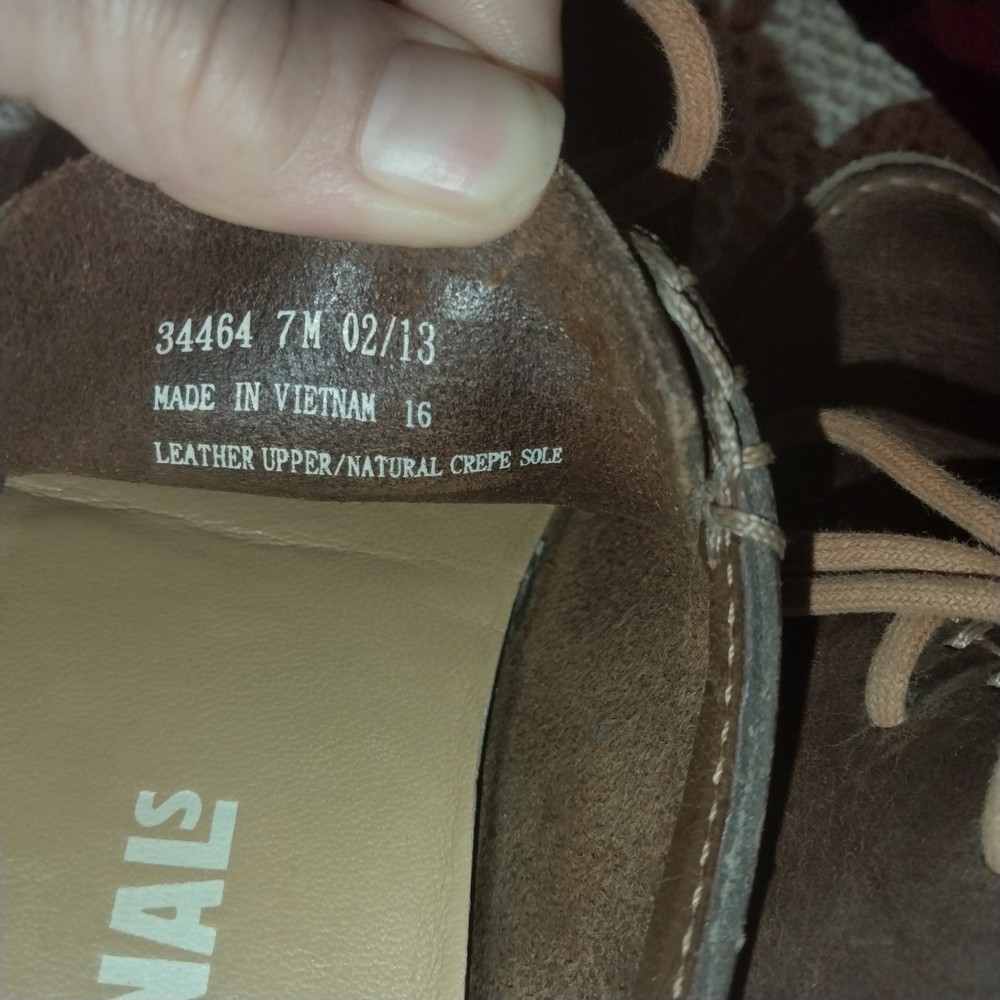 34464 7M 02/13
MADE IN VIETNAM 16
LEATHER UPPER/NATURAL CREPE SOLE
NALS